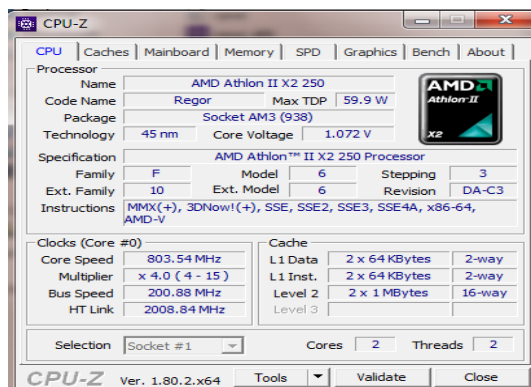 CPU-Z
CPU Caches Mainboard Memory SPD Graphics Bench About
Processor
Name AMD Athlon II X2 250
Code Name Regor Max TDP 59.9 W
Package Socket AM3 (938)
Technology 45 nm Core Voltage 1.072 V
AMD
Athlon II
X2
Specification AMD Athlon™ II X2 250 Processor
Family F Model 6 Stepping 3
Ext. Family 10 Ext. Model 6 Revision DA-C3
Instructions MMX(+), 3DNow!(+), SSE, SSE2, SSE3, SSE4A, x86-64,
AMD-V
Clocks (Core #0)
Core Speed 803.54 MHz
Multiplier x 4.0 ( 4 - 15 )
Bus Speed 200.88 MHz
HT Link 2008.84 MHz
Cache
L1 Data 2 x 64 KBytes 2-way
L1 Inst. 2 x 64 KBytes 2-way
Level 2 2 x 1 MBytes 16-way
Level 3
Selection Socket #1 Cores 2 Threads 2
CPU-Z Ver. 1.80.2.x64 Tools Validate Close